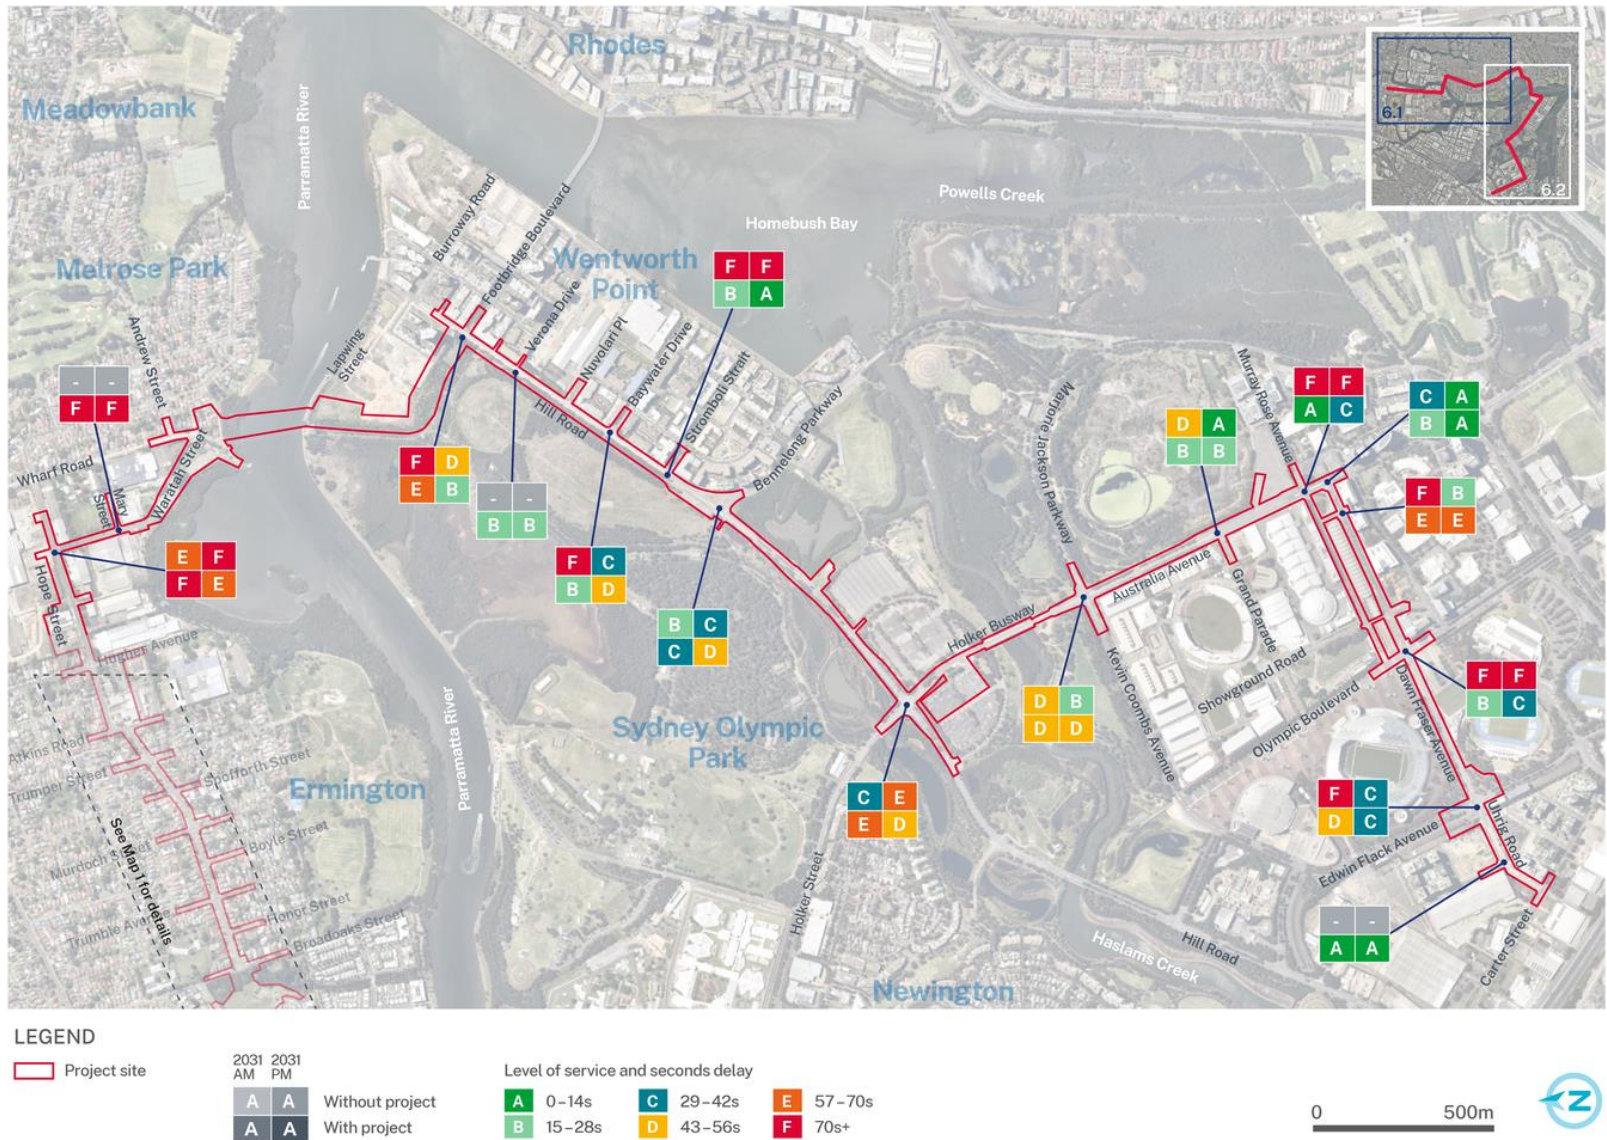 Rhodes
Meadowbank
Parramatta River
6.1
6.2
Powells Creek
Homebush Bay
Burroway Road
Footbridge Boulevard
Wentworth
Point
Melrose Park
F F
B A
Verona Drive
Nuvolari Pl
Baywater Drive
Stromboli Strait
Andrew Street
Lapwing
Street
Hill Road
Bennelong Parkway
Marjorie Jackson Parkway
Murray Rose Avenue
- -
F F
F F
A C
C A
B A
D A
B B
Wharf Road
Mary
Street
Waratah Street
F D
E B
- -
B B
F B
E E
E F
F E
F C
B D
B C
C D
Hope Street
Hughes Avenue
Holker Busway
Australia Avenue
Grand Parade
Kevin Coombs Avenue
Showground Road
Olympic Boulevard
Dawn Fraser Avenue
F F
B C
D B
D D
Parramatta River
Sydney Olympic
Park
Atkins Road
Trumper Street
Spofforth Street
Ermington
C E
E D
F C
D C
Uhrig Road
Edwin Flack Avenue
See Map 1 for details
Murdoch Street
Boyle Street
Holker Street
Honor Street
Trumble Avenue
Broadoaks Street
- -
A A
Haslams Creek
Hill Road
Carter Street
Newington
LEGEND
Project site
2031 2031
AM PM
A A Without project
A A With project
Level of service and seconds delay
A 0–14s C 29–42s E 57–70s
B 15–28s D 43–56s F 70s+
0 500m
Z